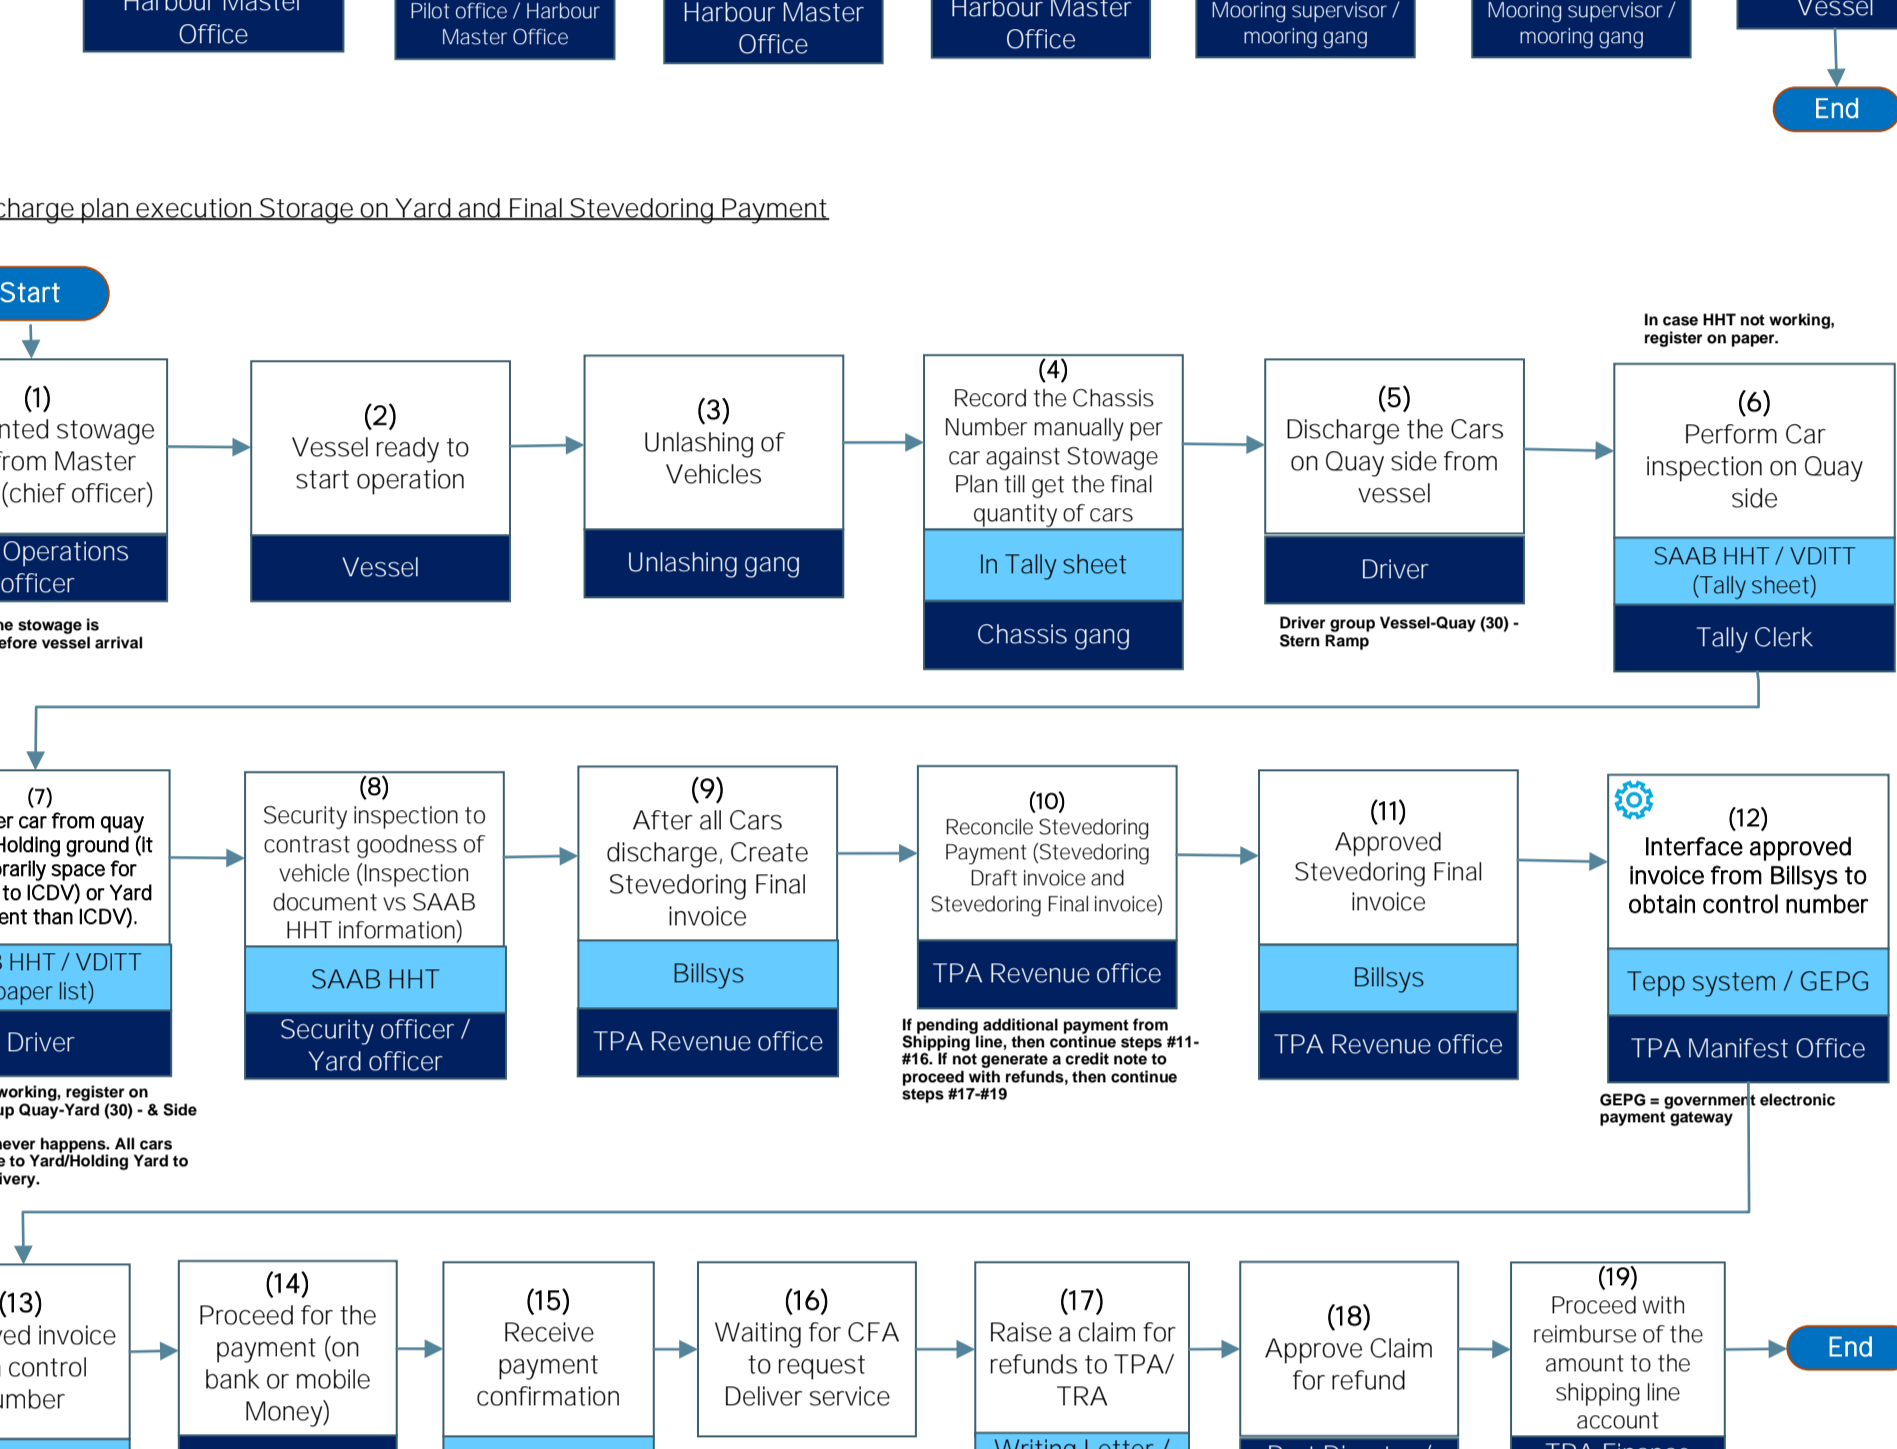 Harbour Master
Office
Pilot office / Harbour
Master Office
Harbour Master
Office
Harbour Master
Office
Mooring supervisor /
mooring gang
Mooring supervisor /
mooring gang
Vessel
End
charge plan execution Storage on Yard and Final Stevedoring Payment
Start
(1)
nted stowage
from Master
(chief officer)
Operations
officer
ne stowage is
efore vessel arrival
(2)
Vessel ready to
start operation
Vessel
(3)
Unlashing of
Vehicles
Unlashing gang
(4)
Record the Chassis
Number manually per
car against Stowage
Plan till get the final
quantity of cars
In Tally sheet
Chassis gang
(5)
Discharge the Cars
on Quay side from
vessel
Driver
Driver group Vessel-Quay (30) -
Stern Ramp
In case HHT not working,
register on paper.
(6)
Perform Car
inspection on Quay
side
SAAB HHT / VDITT
(Tally sheet)
Tally Clerk
(7)
er car from quay
Holding ground (It
orarily space for
to ICDV) or Yard
ent than ICDV).
HHT / VDITT
paper list)
Driver
working, register on
up Quay-Yard (30) - & Side
never happens. All cars
e to Yard/Holding Yard to
ivery.
(8)
Security inspection to
contrast goodness of
vehicle (Inspection
document vs SAAB
HHT information)
SAAB HHT
Security officer /
Yard officer
(9)
After all Cars
discharge, Create
Stevedoring Final
invoice
Billsys
TPA Revenue office
(10)
Reconcile Stevedoring
Payment (Stevedoring
Draft invoice and
Stevedoring Final invoice)
TPA Revenue office
If pending additional payment from
Shipping line, then continue steps #11-
#16. If not generate a credit note to
proceed with refunds, then continue
steps #17-#19
(11)
Approved
Stevedoring Final
invoice
Billsys
TPA Revenue office
(12)
Interface approved
invoice from Billsys to
obtain control number
Tepp system / GEPG
TPA Manifest Office
GEPG = government electronic
payment gateway
(13)
ved invoice
control
umber
(14)
Proceed for the
payment (on
bank or mobile
Money)
(15)
Receive
payment
confirmation
(16)
Waiting for CFA
to request
Deliver service
(17)
Raise a claim for
refunds to TPA/
TRA
Writing Letter /
(18)
Approve Claim
for refund
Port Director /
(19)
Proceed with
reimburse of the
amount to the
shipping line
account
TPA Finance
End